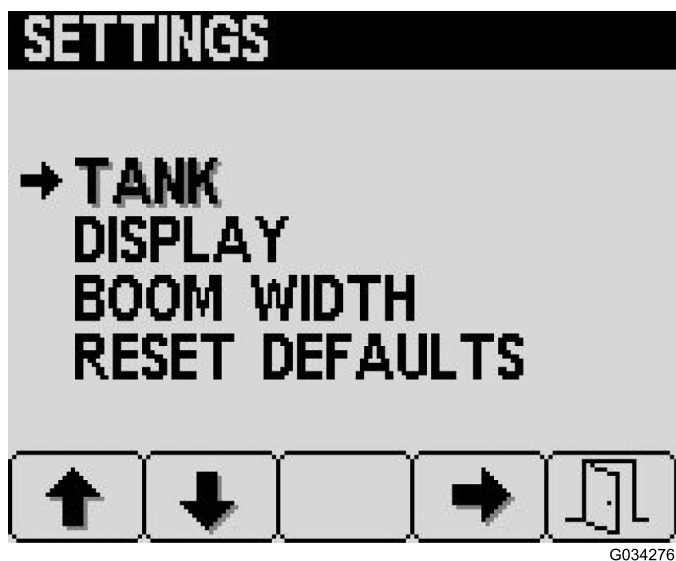 SETTINGS
TANK
DISPLAY
BOOM WIDTH
RESET DEFAULTS
G034276